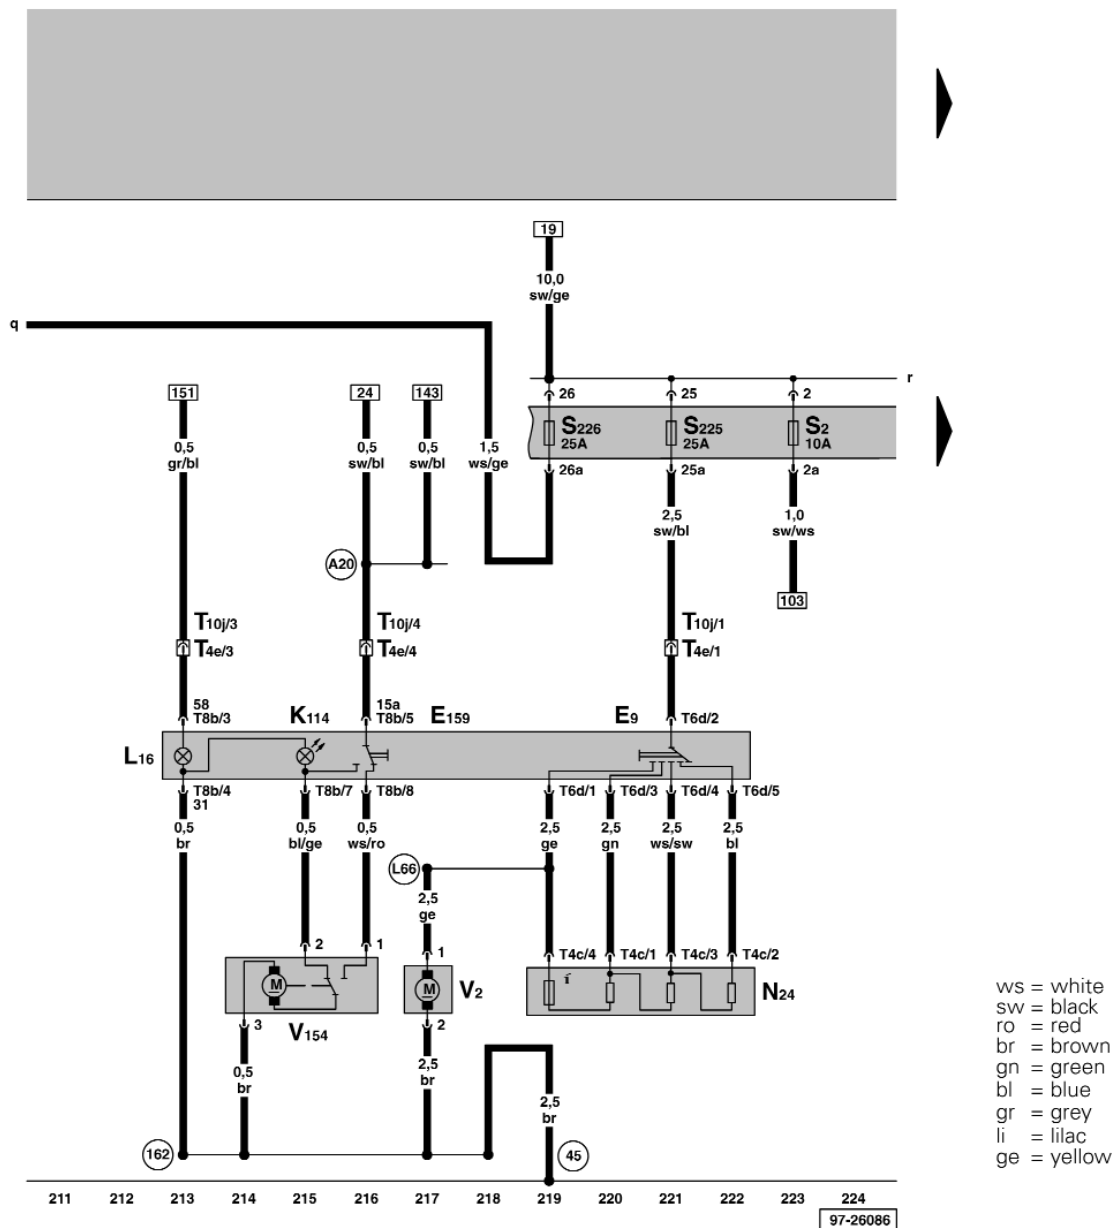 19
10,0
sw/ge
q
r
151
24
143
26
25
2
S226
25A
S225
25A
S2
10A
0,5
gr/bl
0,5
sw/bl
0,5
sw/bl
1,5
ws/ge
26a
25a
2a
2,5
sw/bl
1,0
sw/ws
A20
103
T10j/3
T10j/4
T10j/1
T4e/3
T4e/4
T4e/1
58
T8b/3
K114
15a
T8b/5
E159
E9
T6d/2
L16
T8b/4
31
T8b/7
T8b/8
T6d/1
T6d/3
T6d/4
T6d/5
0,5
br
0,5
bl/ge
0,5
ws/ro
2,5
ge
2,5
gn
2,5
ws/sw
2,5
bl
L66
2,5
ge
2
1
1
T4c/4
T4c/1
T4c/3
T4c/2
M
M
V2
N24
3
V154
2
0,5
br
2,5
br
2,5
br
162
45
ws = white
sw = black
ro = red
br = brown
gn = green
bl = blue
gr = grey
li = lilac
ge = yellow
211 212 213 214 215 216 217 218 219 220 221 222 223 224
97-26086